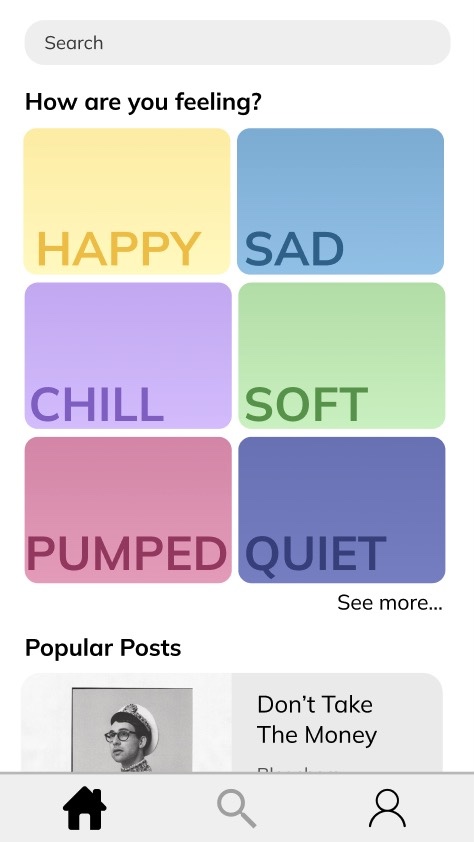 Search
How are you feeling?
HAPPY
SAD
CHILL
SOFT
PUMPED
QUIET
See more...
Popular Posts
Don't Take
The Money